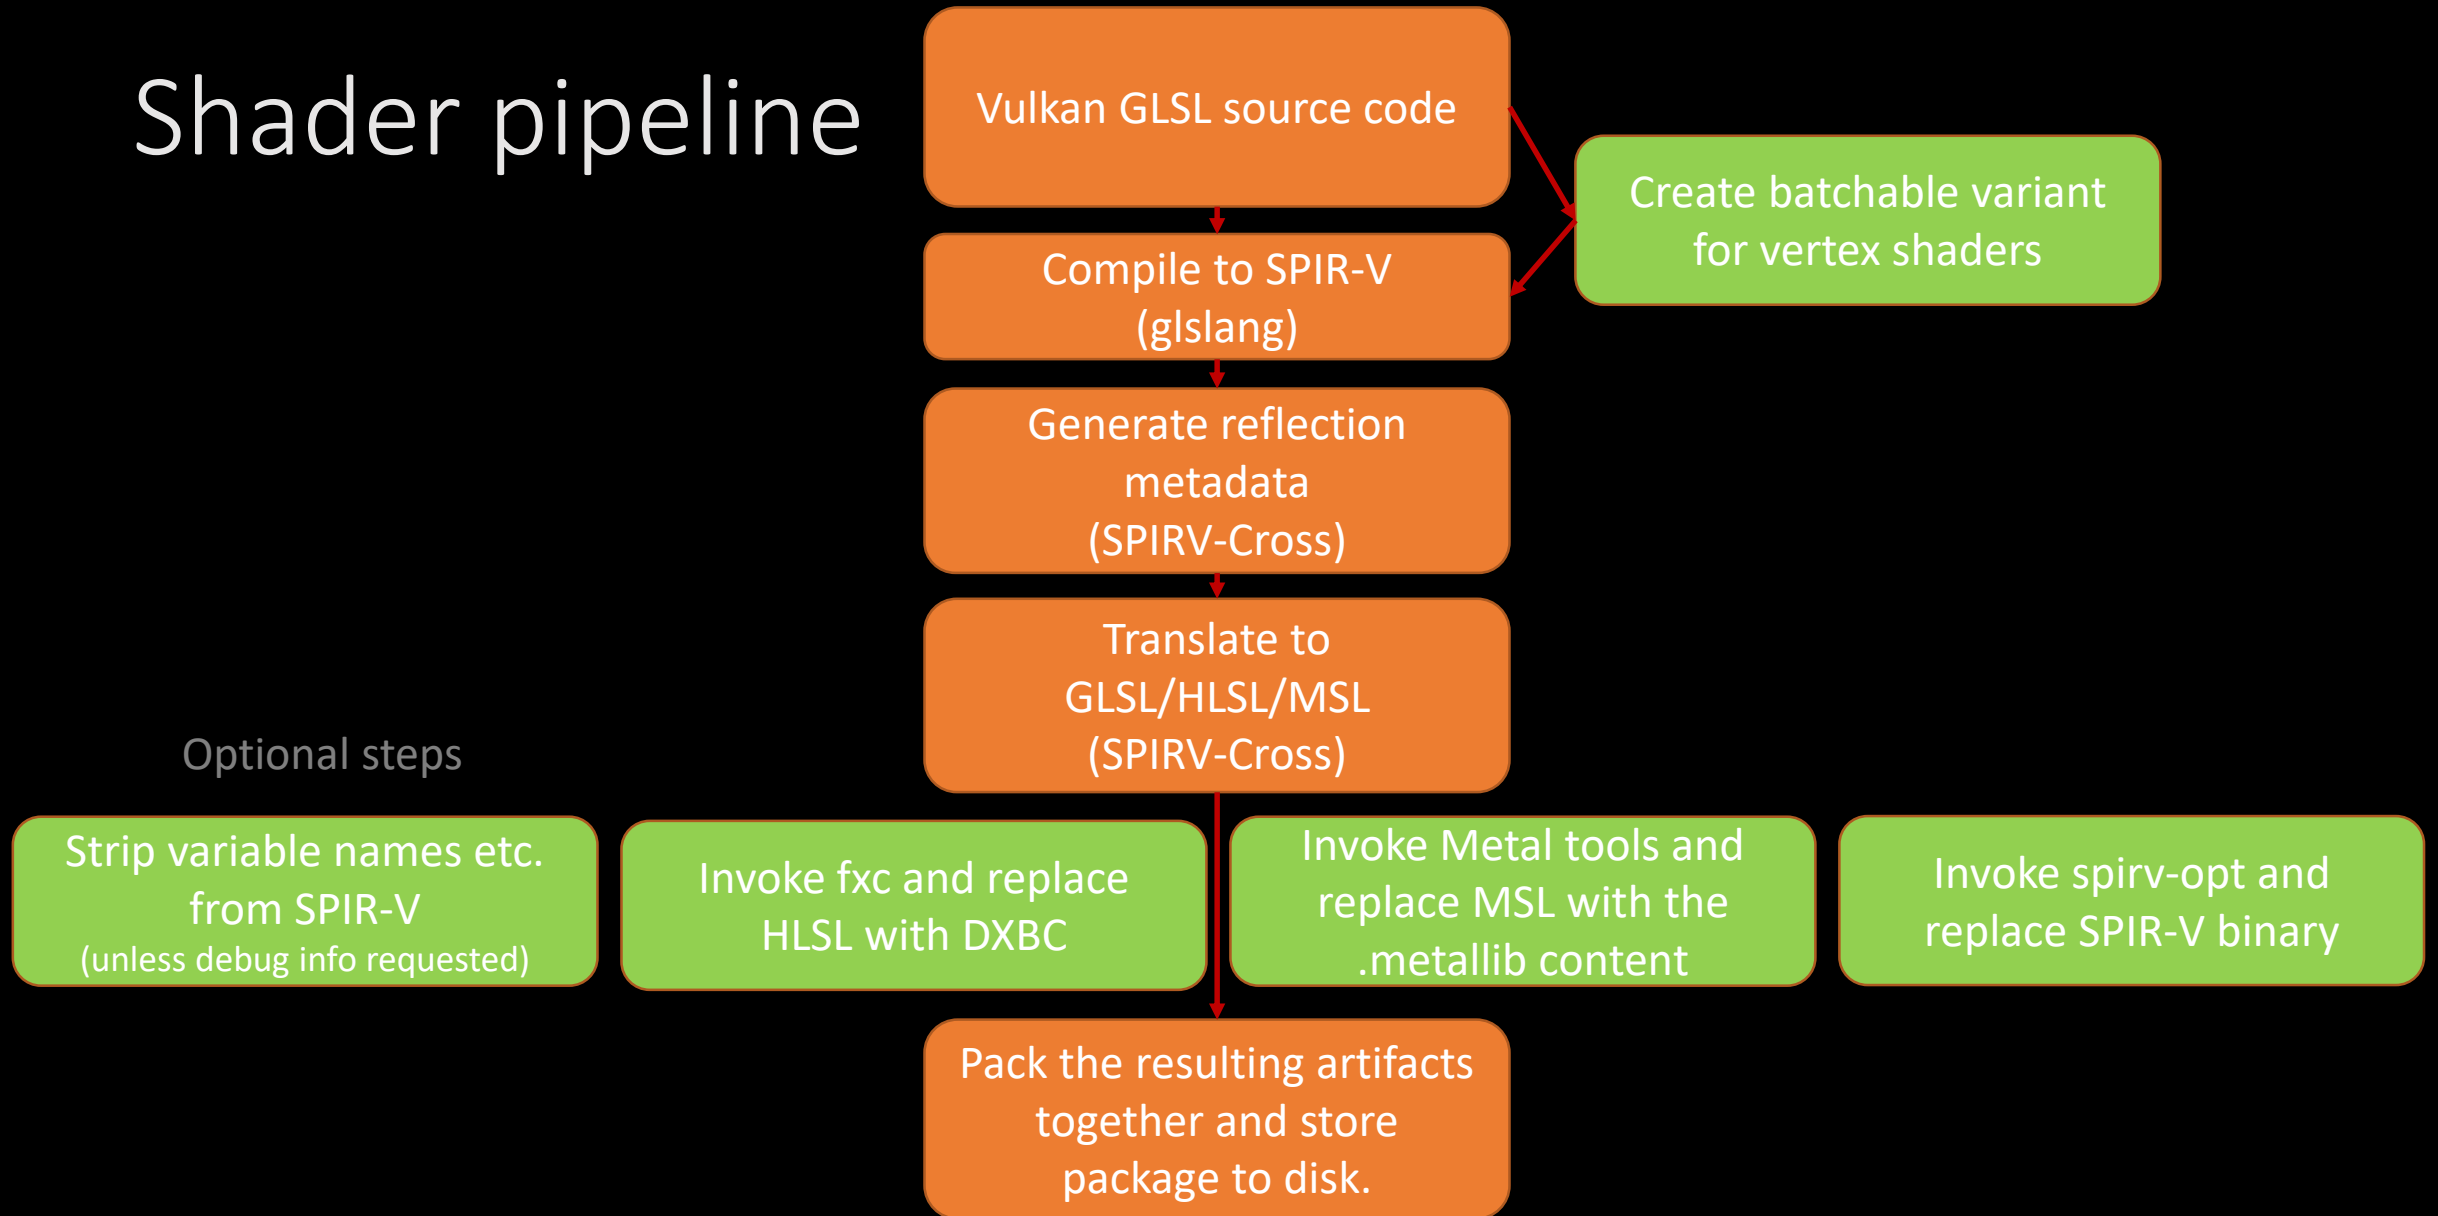 Shader pipeline
Vulkan GLSL source code
Create batchable variant
for vertex shaders
Compile to SPIR-V
(glslang)
Generate reflection
metadata
(SPIRV-Cross)
Translate to
GLSL/HLSL/MSL
(SPIRV-Cross)
Optional steps
Strip variable names etc.
from SPIR-V
(unless debug info requested)
Invoke fxc and replace
HLSL with DXBC
Invoke Metal tools and
replace MSL with the
.metallib content
Invoke spirv-opt and
replace SPIR-V binary
Pack the resulting artifacts
together and store
package to disk.